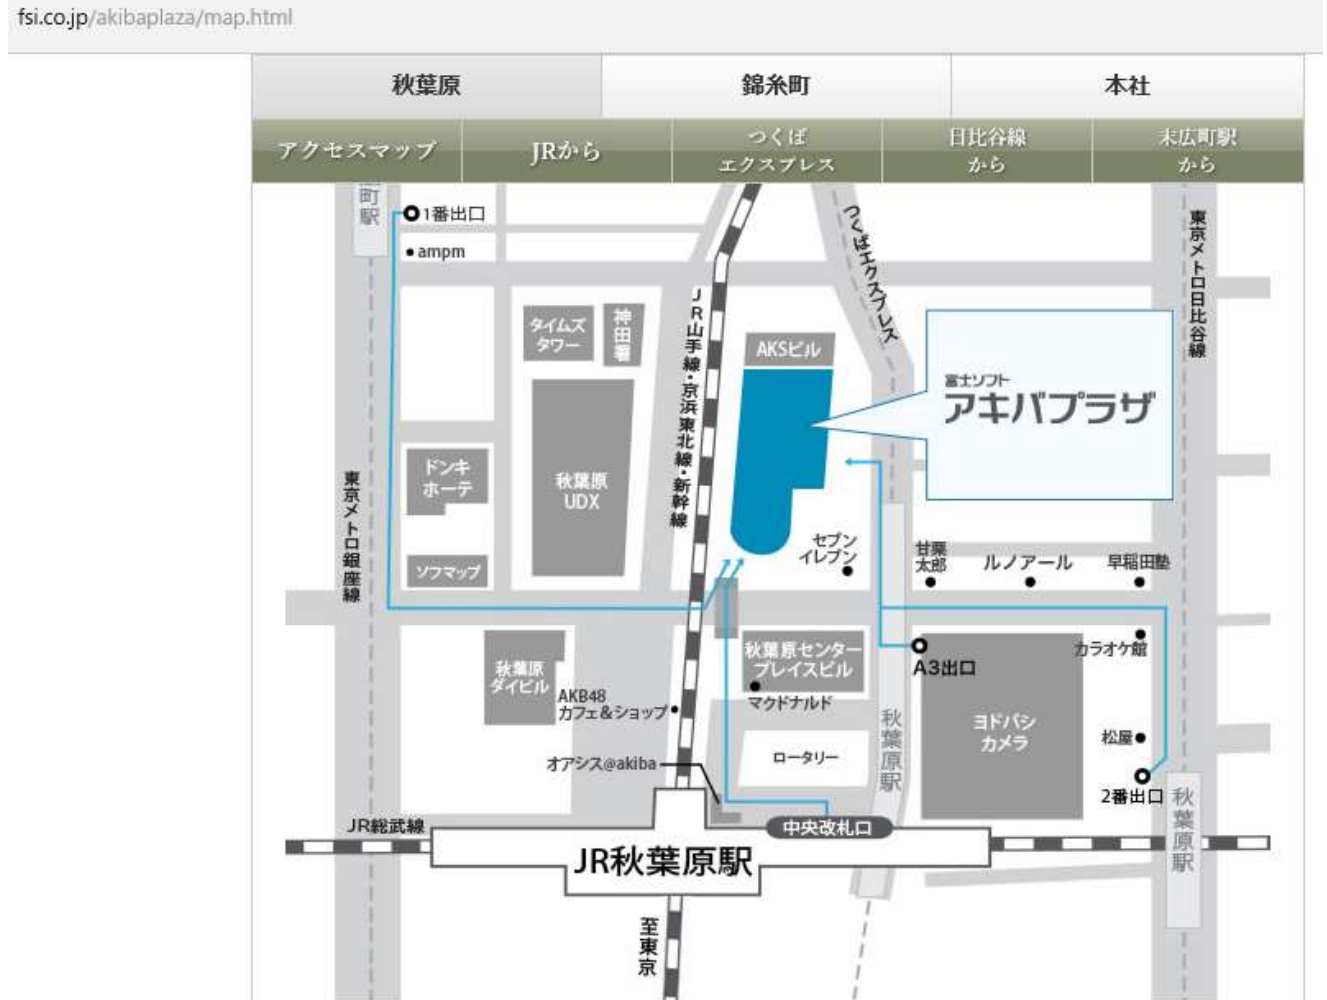 fsi.co.jp/akibaplaza/map.html
秋葉原
錦糸町
本社
アクセスマップ
JRから
つくば
エクスプレス
日比谷線
から
末広町駅
から
町駅
1番出口
ampm
つくばエクスプレス
東京メトロ日比谷線
JR山手線・京浜東北線・新幹線
タイムズ
タワー
神田署
AKSビル
富士ソフト
アキバプラザ
東京メトロ銀座線
ドンキ
ホーテ
秋葉原
UDX
ソフマップ
セブン
イレブン
甘栗
太郎
ルノアール
早稲田塾
秋葉原
ダイビル
秋葉原センター
プレイスビル
マクドナルド
A3出口
カラオケ館
AKB48
カフェ&ショップ
秋葉原駅
ヨドバシ
カメラ
松屋
オアシス@akiba
ロータリー
2番出口
秋葉原駅
JR総武線
中央改札口
JR秋葉原駅
至東京